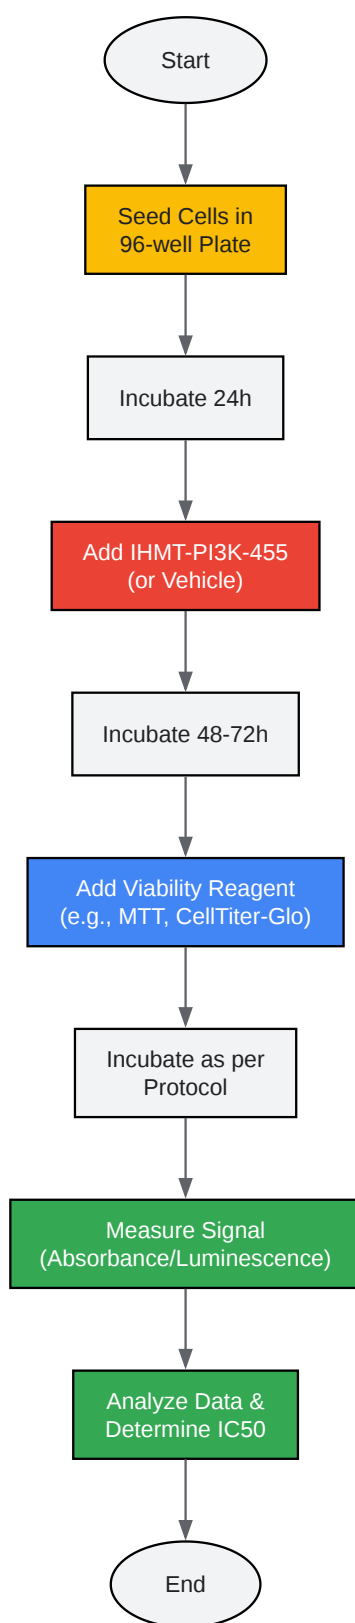 Start
Seed Cells in
96-well Plate
Incubate 24h
Add IHMT-PI3K-455
(or Vehicle)
Incubate 48-72h
Add Viability Reagent
(e.g., MTT, CellTiter-Glo)
Incubate as per
Protocol
Measure Signal
(Absorbance/Luminescence)
Analyze Data &
Determine IC50
End